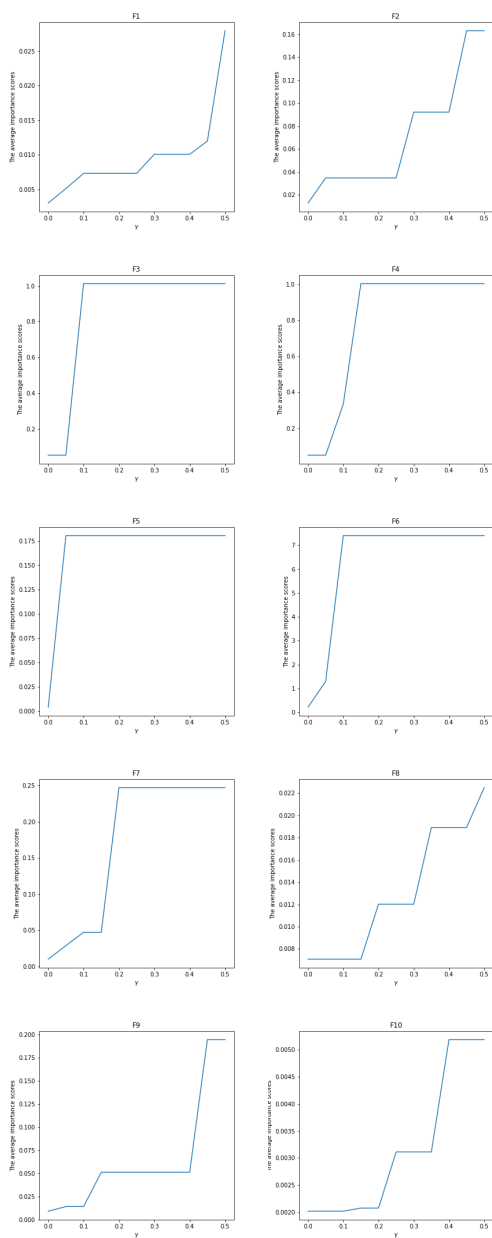 F1
The average importance scores
0.025
0.020
0.015
0.010
0.005
0.0 0.1 0.2 0.3 0.4 0.5
γ
F2
The average importance scores
0.16
0.14
0.12
0.10
0.08
0.06
0.04
0.02
0.0 0.1 0.2 0.3 0.4 0.5
γ
F3
The average importance scores
1.0
0.8
0.6
0.4
0.2
0.0 0.1 0.2 0.3 0.4 0.5
γ
F4
The average importance scores
1.0
0.8
0.6
0.4
0.2
0.0 0.1 0.2 0.3 0.4 0.5
γ
F5
The average importance scores
0.175
0.150
0.125
0.100
0.075
0.050
0.025
0.000
0.0 0.1 0.2 0.3 0.4 0.5
γ
F6
The average importance scores
7
6
5
4
3
2
1
0
0.0 0.1 0.2 0.3 0.4 0.5
γ
F7
The average importance scores
0.25
0.20
0.15
0.10
0.05
0.00
0.0 0.1 0.2 0.3 0.4 0.5
γ
F8
The average importance scores
0.022
0.020
0.018
0.016
0.014
0.012
0.010
0.008
0.0 0.1 0.2 0.3 0.4 0.5
γ
F9
The average importance scores
0.200
0.175
0.150
0.125
0.100
0.075
0.050
0.025
0.000
0.0 0.1 0.2 0.3 0.4 0.5
γ
F10
The average importance scores
0.0050
0.0045
0.0040
0.0035
0.0030
0.0025
0.0020
0.0 0.1 0.2 0.3 0.4 0.5
γ